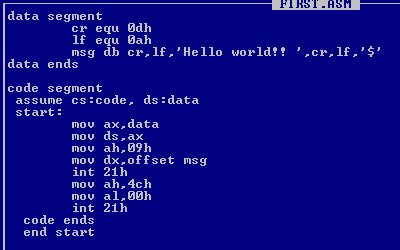 FIRST.ASM
data segment
cr equ 0dh
lf equ 0ah
msg db cr,lf,'Hello world!! ',cr,lf,'$'
data ends
code segment
assume cs:code, ds:data
start:
mov ax,data
mov ds,ax
mov ah,09h
mov dx,offset msg
int 21h
mov ah,4ch
mov al,00h
int 21h
code ends
end start